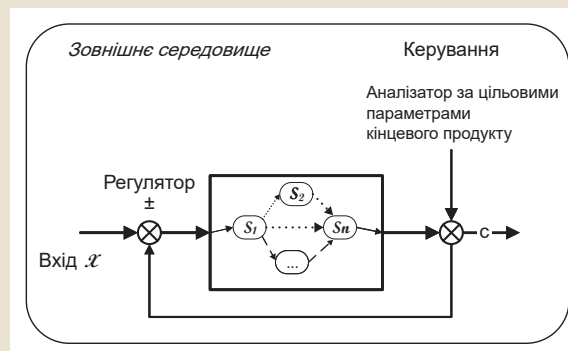 Зовнішнє середовище
Керування
Аналізатор за цільовими
параметрами
кінцевого продукту
Регулятор
±
S2
S1
Sn
...
Вхід x
c